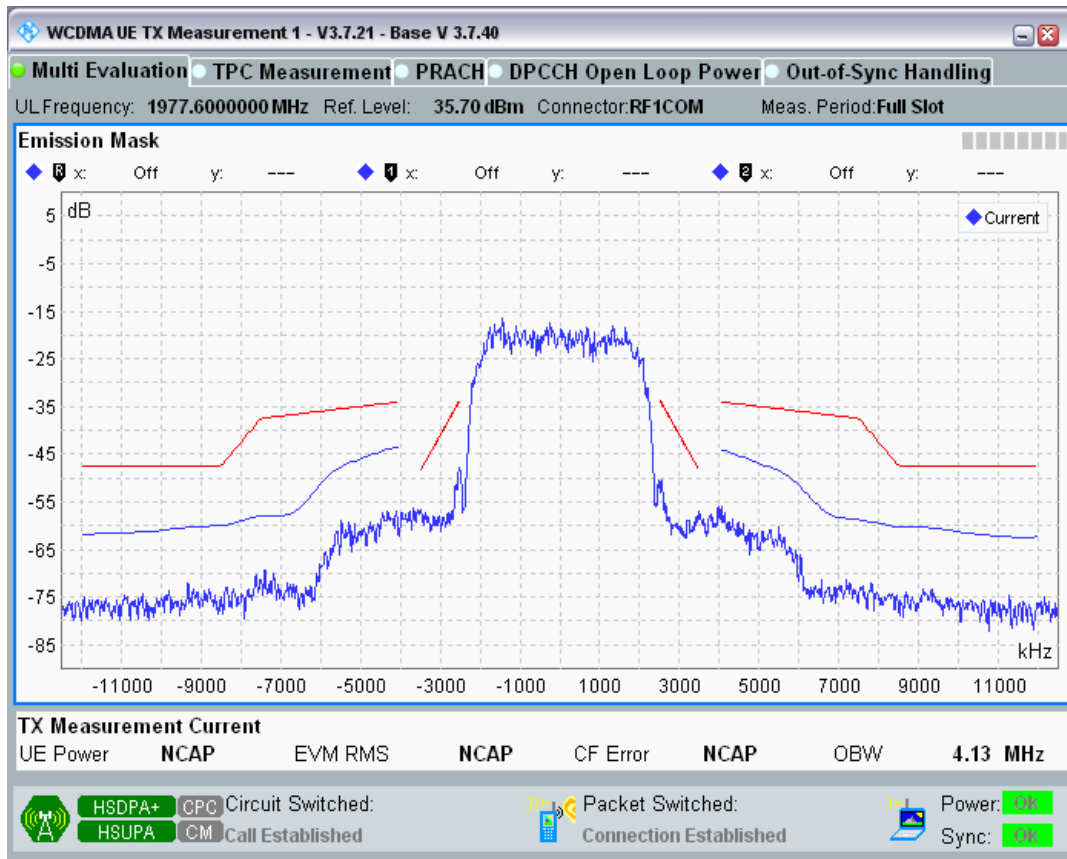 WCDMA UE TX Measurement 1 - V3.7.21 - Base V 3.7.40
Multi Evaluation TPC Measurement PRACH DPCCH Open Loop Power Out-of-Sync Handling
UL Frequency: 1977.6000000 MHz Ref. Level: 35.70 dBm Connector:RF1COM Meas. Period:Full Slot
Emission Mask
R x: Off y: --- 1 x: Off y: --- 2 x: Off y: ---
dB
Current
5
-5
-15
-25
-35
-45
-55
-65
-75
-85
kHz
-11000 -9000 -7000 -5000 -3000 -1000 1000 3000 5000 7000 9000 11000
TX Measurement Current
UE Power NCAP EVM RMS NCAP CF Error NCAP OBW 4.13 MHz
HSDPA+ CPC Circuit Switched: Packet Switched: Power: Ok
HSUPA CM Call Established Connection Established Sync: Ok